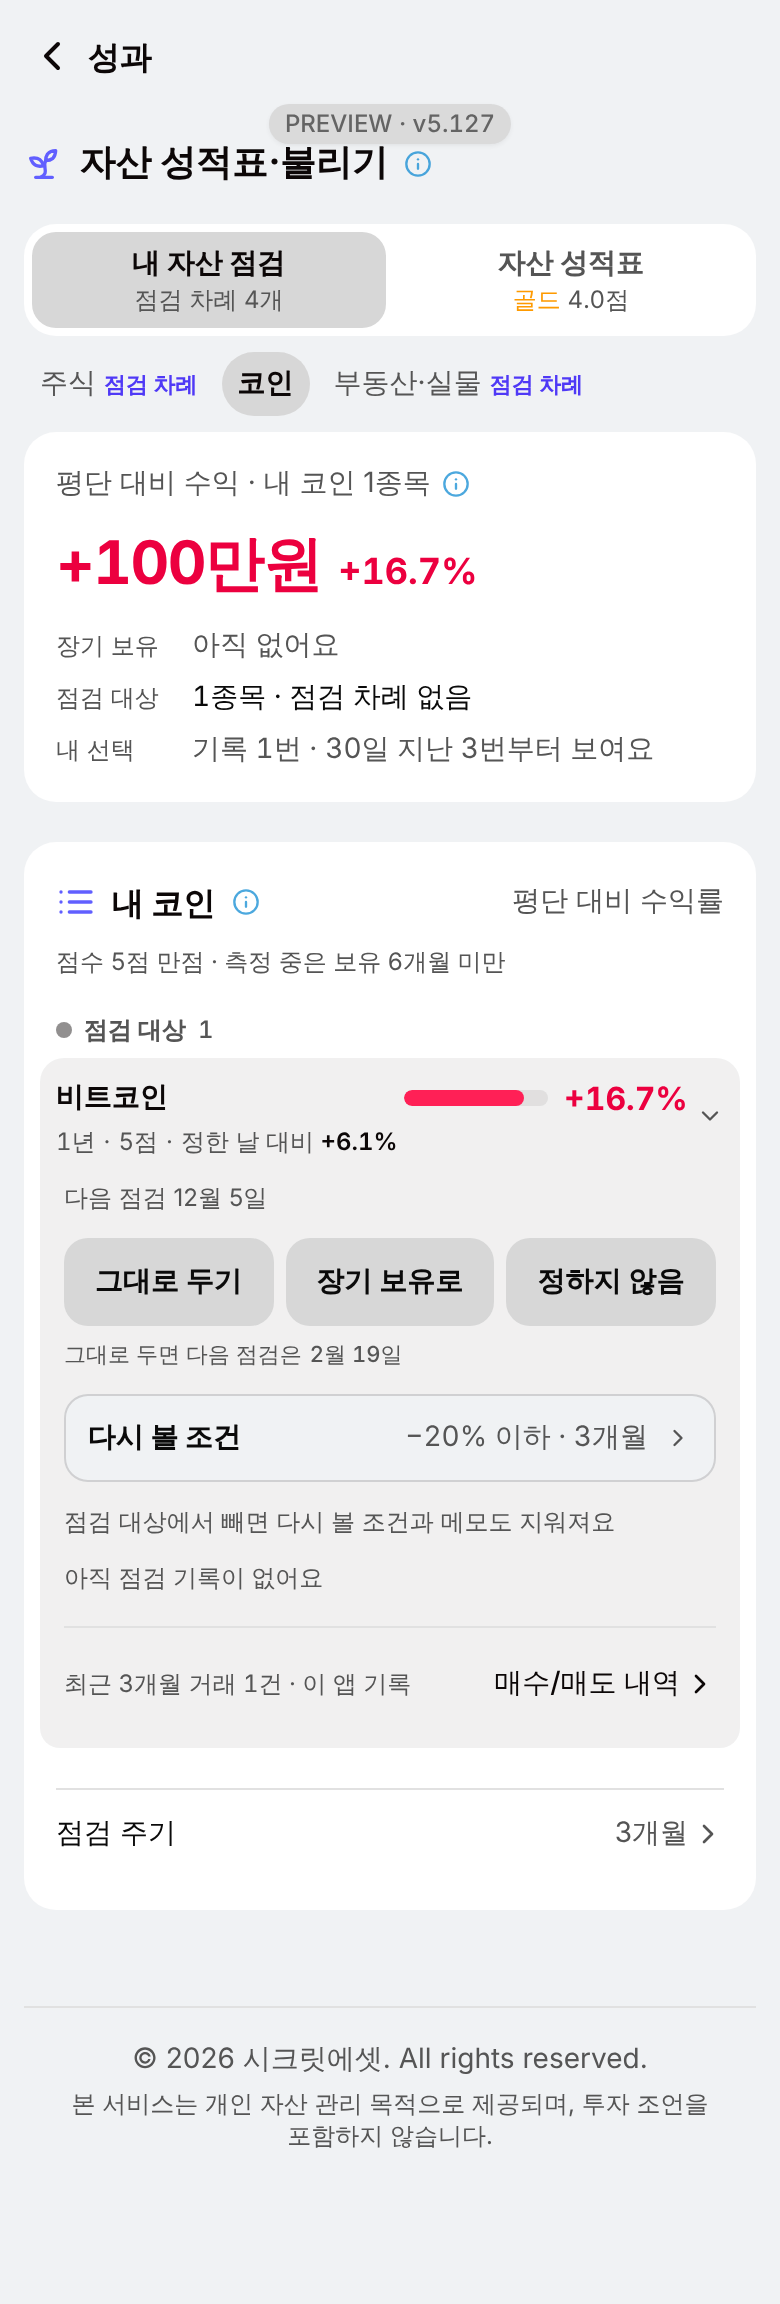 성과
PREVIEW · v5.127
자산 성적표·불리기
내 자산 점검
점검 차례 4개
자산 성적표
골드 4.0점
주식 점검 차례 코인 부동산·실물 점검 차례
평단 대비 수익 · 내 코인 1종목
+100만원 +16.7%
장기 보유 아직 없어요
점검 대상 1종목 · 점검 차례 없음
내 선택 기록 1번 · 30일 지난 3번부터 보여요
내 코인 평단 대비 수익률
점수 5점 만점 · 측정 중은 보유 6개월 미만
점검 대상 1
비트코인 +16.7%
1년 · 5점 · 정한 날 대비 +6.1%
다음 점검 12월 5일
그대로 두기 장기 보유로 정하지 않음
그대로 두면 다음 점검은 2월 19일
다시 볼 조건 −20% 이하 · 3개월
점검 대상에서 빼면 다시 볼 조건과 메모도 지워져요
아직 점검 기록이 없어요
최근 3개월 거래 1건 · 이 앱 기록 매수/매도 내역
점검 주기 3개월
© 2026 시크릿에셋. All rights reserved.
본 서비스는 개인 자산 관리 목적으로 제공되며, 투자 조언을
포함하지 않습니다.